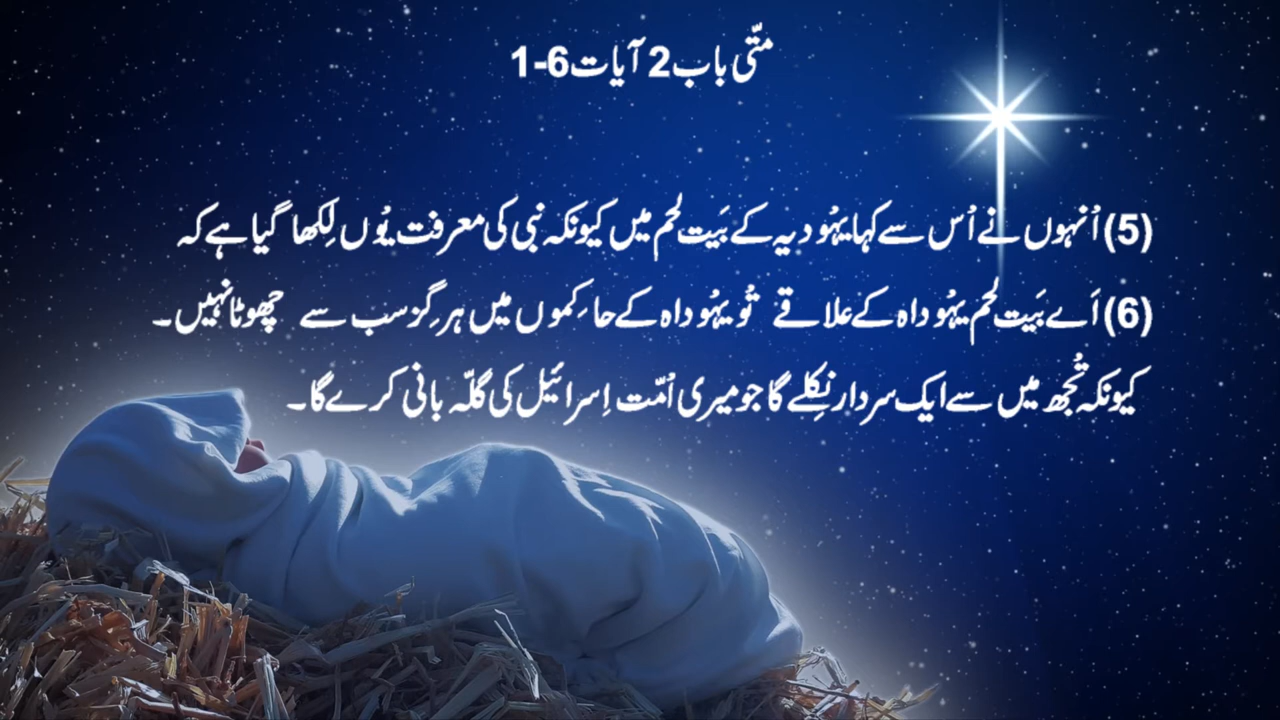 متّی باب 2 آیات 6-1
(5) اُنہوں نے اُس سے کہا یہُودیہ کے بَیت لحم میں کیونکہ نبی کی معرفت یُوں لِکھا گیا ہے کہ
(6) اَے بَیت لحم یہُوداہ کے علاقے تُو یہُوداہ کے حاکِموں میں ہرگِز سب سے چھوٹا نہیں۔
کیونکہ تُجھ میں سے ایک سردار نِکلے گا جو میری اُمّت اِسرائیل کی گلّہ بانی کرے گا۔